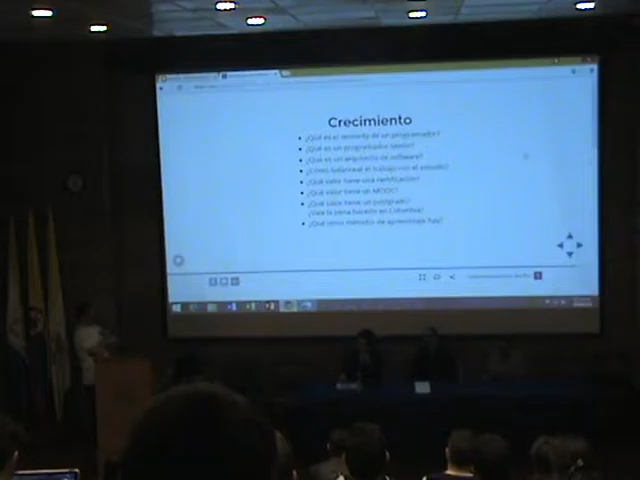 Crecimiento
¿Qué es el seniority de un programador?
¿Qué es un programador senior?
¿Qué es un arquitecto de software?
¿Cómo balancear el trabajo con el estudio?
¿Qué valor tiene una certificación?
¿Qué valor tiene un MOOC?
¿Qué valor tiene un postgrado?
¿Vale la pena hacerlo en Colombia?
¿Qué otros métodos de aprendizaje hay?